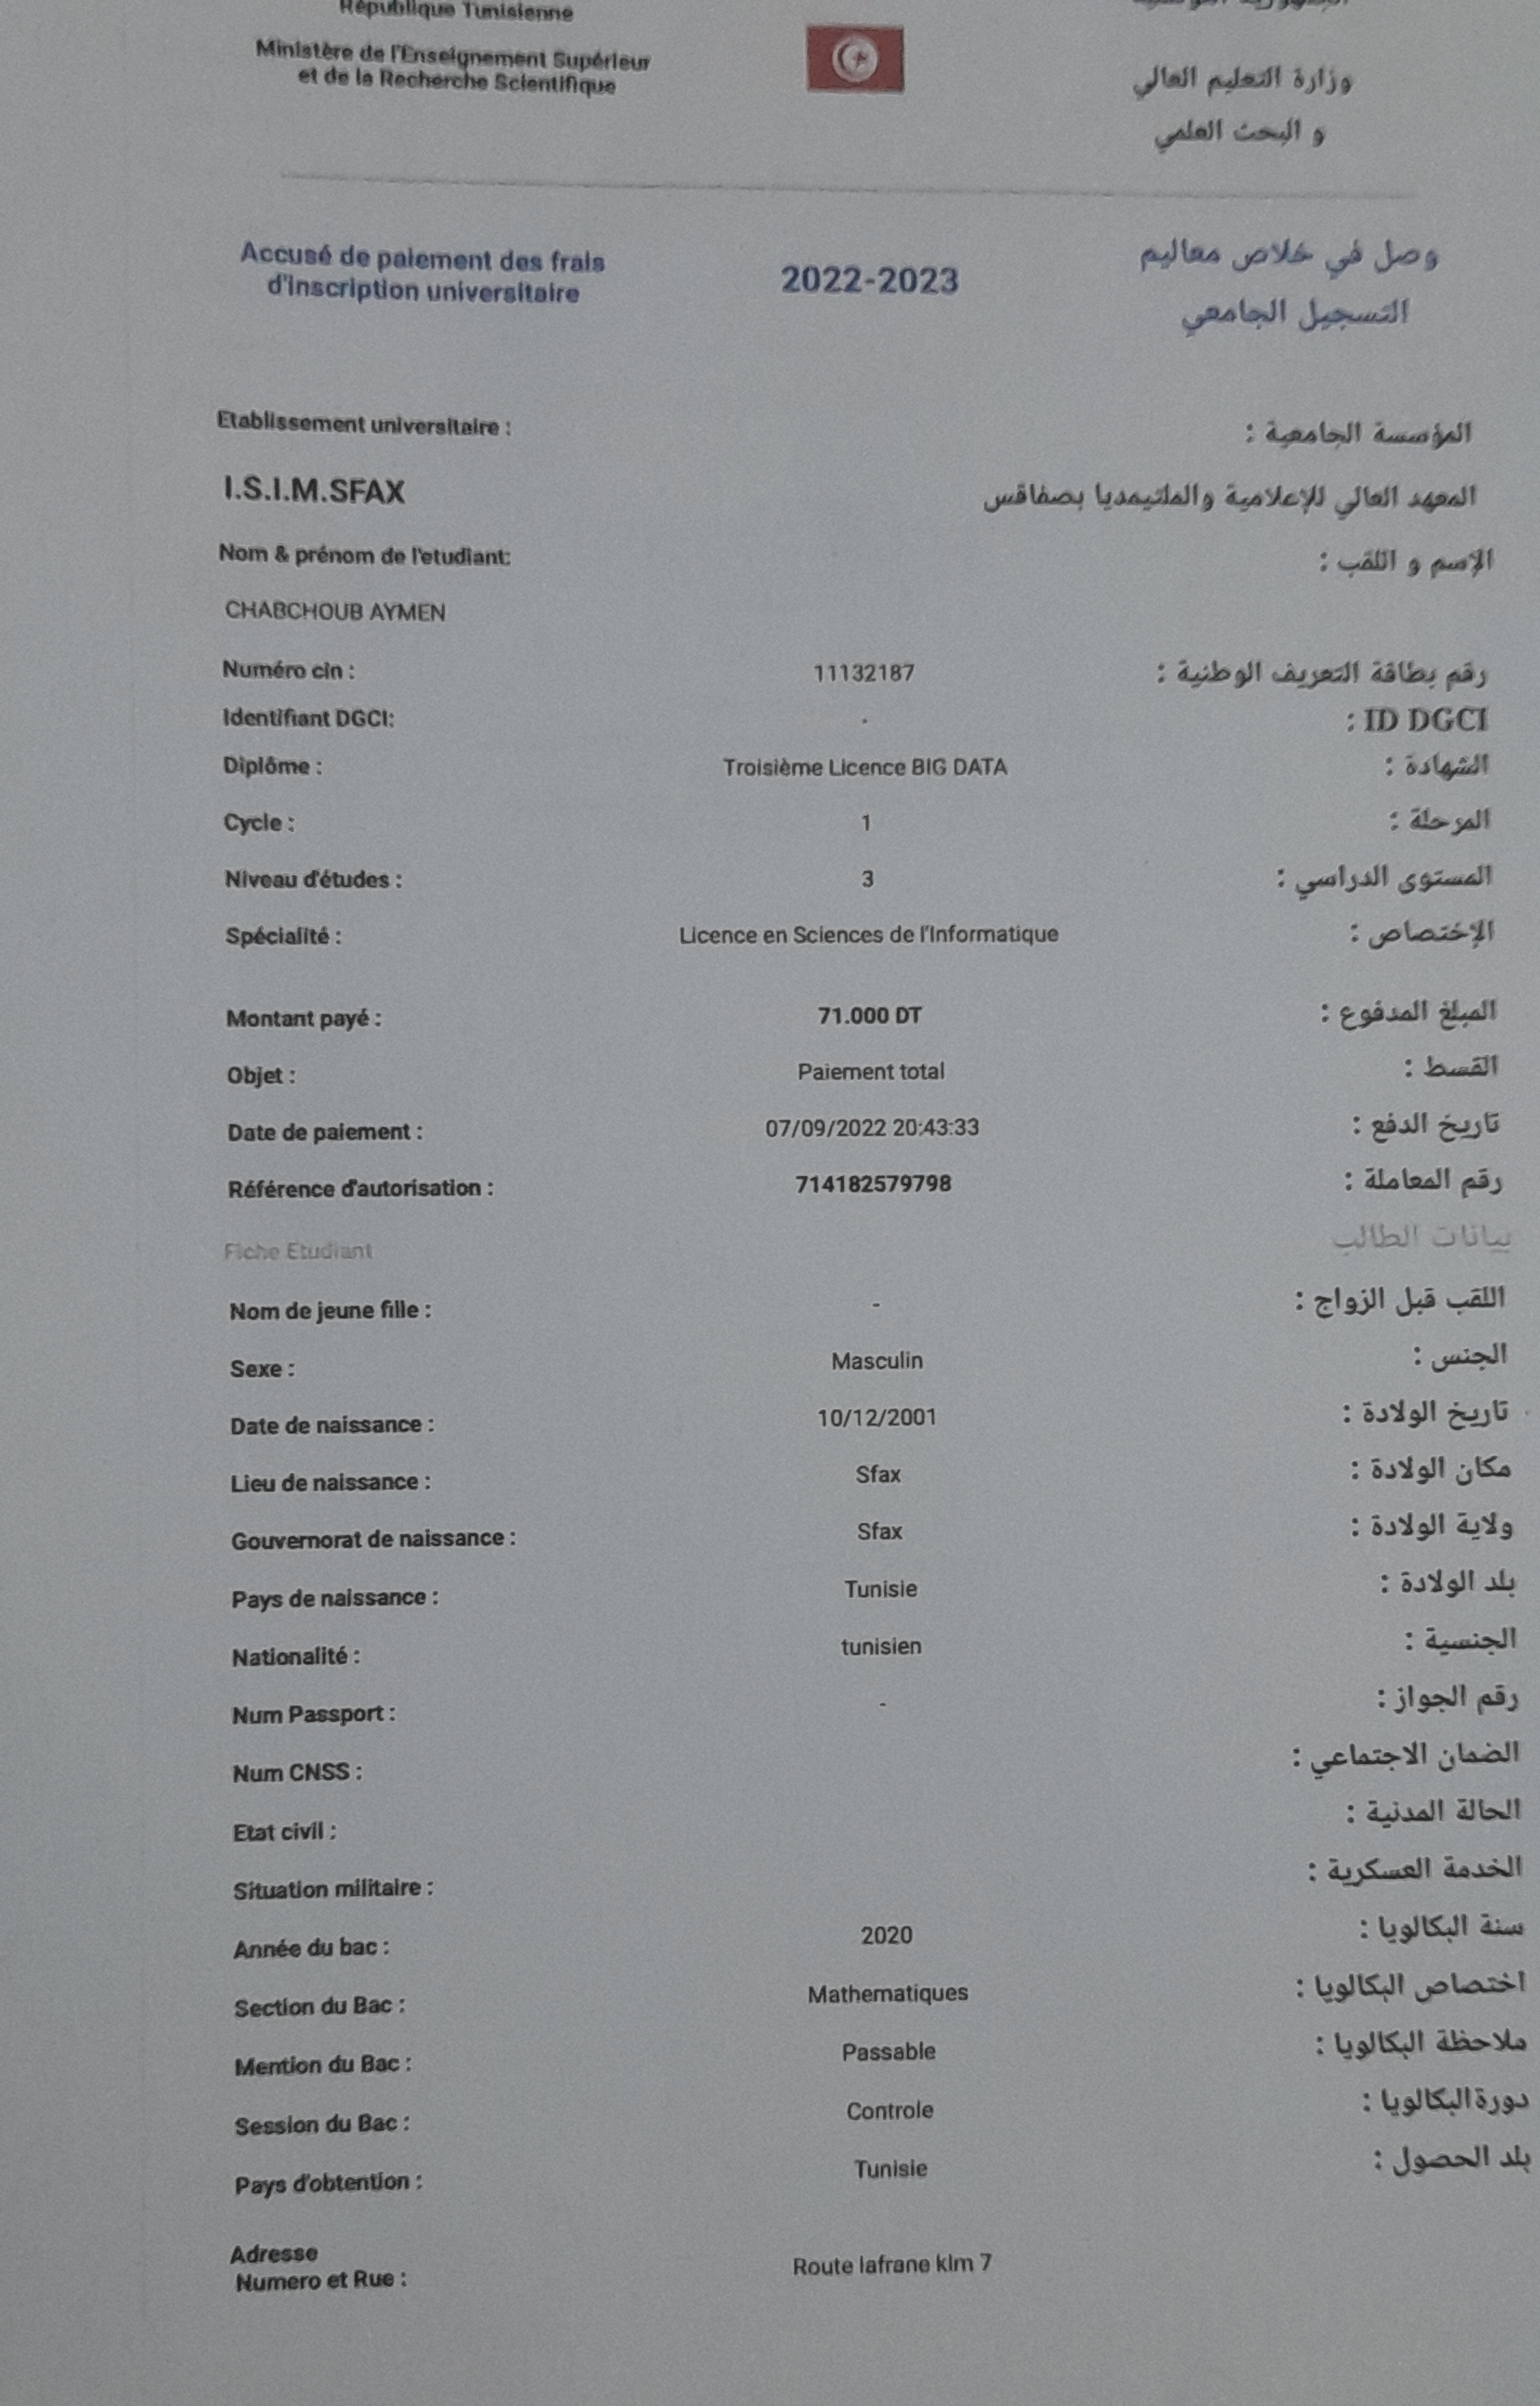 République Tunisienne
Ministère de l'Enseignement Supérieur
et de la Recherche Scientifique
وزارة التعليم العالي
و البحث العلمي
Accusé de paiement des frais
d'inscription universitaire
2022-2023
وصل في خلاص معاليم
التسجيل الجامعي
Etablissement universitaire : المؤسسة الجامعية :
I.S.I.M.SFAX المعهد العالي للإعلامية والملتيمديا بصفاقس
Nom & prénom de l'etudiant: الإسم و اللقب :
CHABCHOUB AYMEN
Numéro cin : 11132187 رقم بطاقة التعريف الوطنية :
Identifiant DGCI: - ID DGCI :
Diplôme : Troisième Licence BIG DATA الشهادة :
Cycle : 1 المرحلة :
Niveau d'études : 3 المستوى الدراسي :
Spécialité : Licence en Sciences de l'Informatique الإختصاص :
Montant payé : 71.000 DT المبلغ المدفوع :
Objet : Paiement total القسط :
Date de paiement : 07/09/2022 20:43:33 تاريخ الدفع :
Référence d'autorisation : 714182579798 رقم المعاملة :
Fiche Etudiant بيانات الطالب
Nom de jeune fille : - اللقب قبل الزواج :
Sexe : Masculin الجنس :
Date de naissance : 10/12/2001 تاريخ الولادة :
Lieu de naissance : Sfax مكان الولادة :
Gouvernorat de naissance : Sfax ولاية الولادة :
Pays de naissance : Tunisie بلد الولادة :
Nationalité : tunisien الجنسية :
Num Passport : - رقم الجواز :
Num CNSS : الضمان الاجتماعي :
Etat civil : الحالة المدنية :
Situation militaire : الخدمة العسكرية :
Année du bac : 2020 سنة البكالويا :
Section du Bac : Mathematiques اختصاص البكالويا :
Mention du Bac : Passable ملاحظة البكالويا :
Session du Bac : Controle دورةالبكالويا :
Pays d'obtention : Tunisie بلد الحصول :
Adresse
Numero et Rue : Route lafrane klm 7